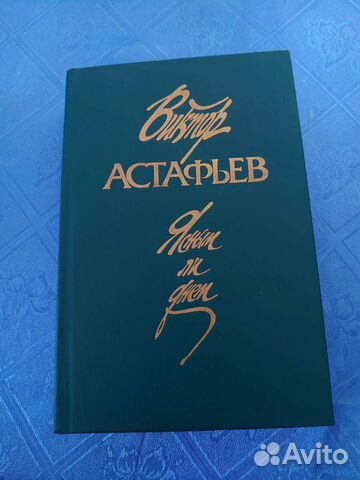 Виктор
АСТАФЬЕВ
Ясным
ли
днем
Avito